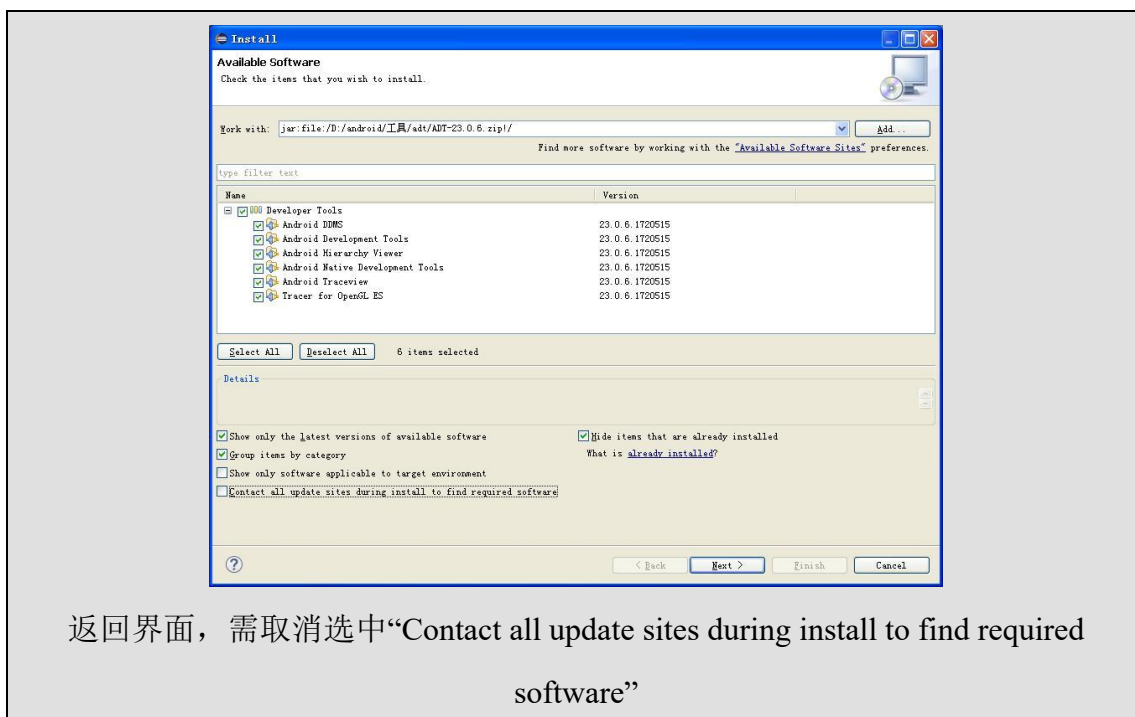 Install
Available Software
Check the items that you wish to install.
Work with: jar:file:/D:/android/工具/adt/ADT-23.0.6.zip!/ Add...
Find more software by working with the "Available Software Sites" preferences.
type filter text
Name Version
Developer Tools
Android DDMS 23.0.6.1720515
Android Development Tools 23.0.6.1720515
Android Hierarchy Viewer 23.0.6.1720515
Android Native Development Tools 23.0.6.1720515
Android Traceview 23.0.6.1720515
Tracer for OpenGL ES 23.0.6.1720515
Select All Deselect All 6 items selected
Details
Show only the latest versions of available software Hide items that are already installed
Group items by category What is already installed?
Show only software applicable to target environment
Contact all update sites during install to find required software
? < Back Next > Finish Cancel
返回界面，需取消选中“Contact all update sites during install to find required
software”